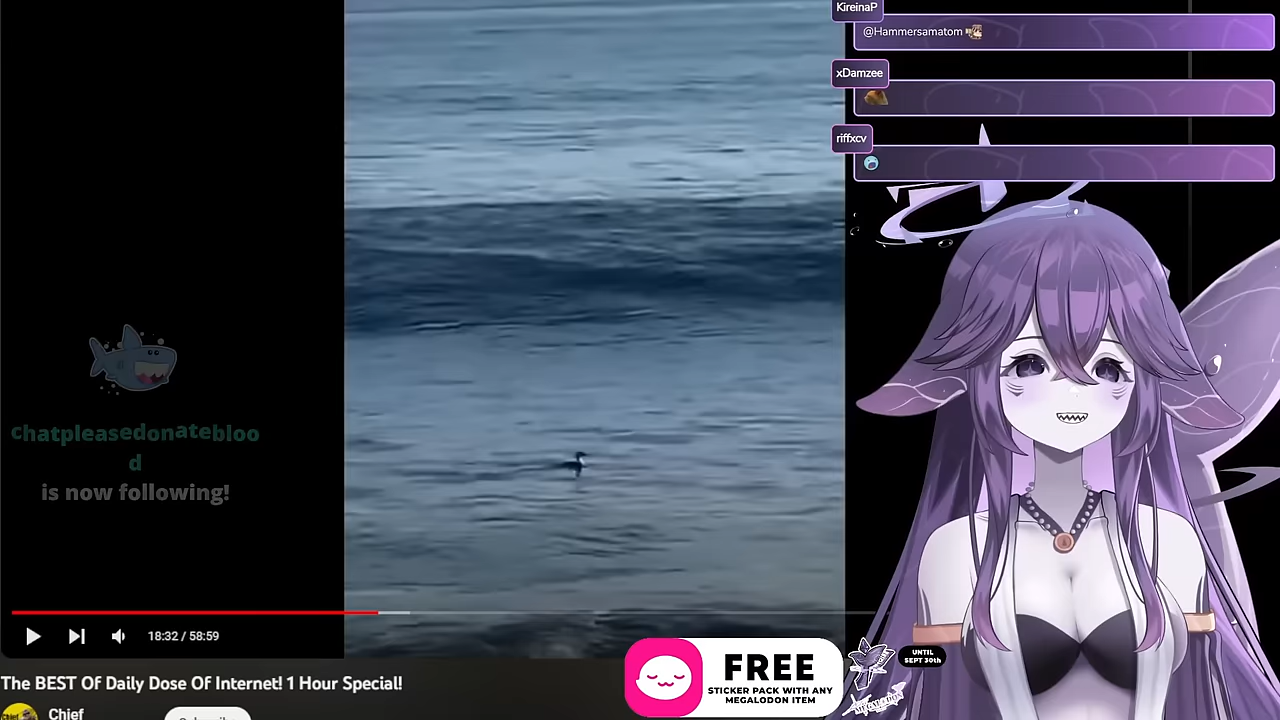 KireinaP
@Hammersamatom
xDamzee
riffxcv
chatpleasedonatebloo
d
is now following!
18:32 / 58:59
FREE
STICKER PACK WITH ANY
MEGALODON ITEM
UNTIL
SEPT 30th
The BEST Of Daily Dose Of Internet! 1 Hour Special!
Chief